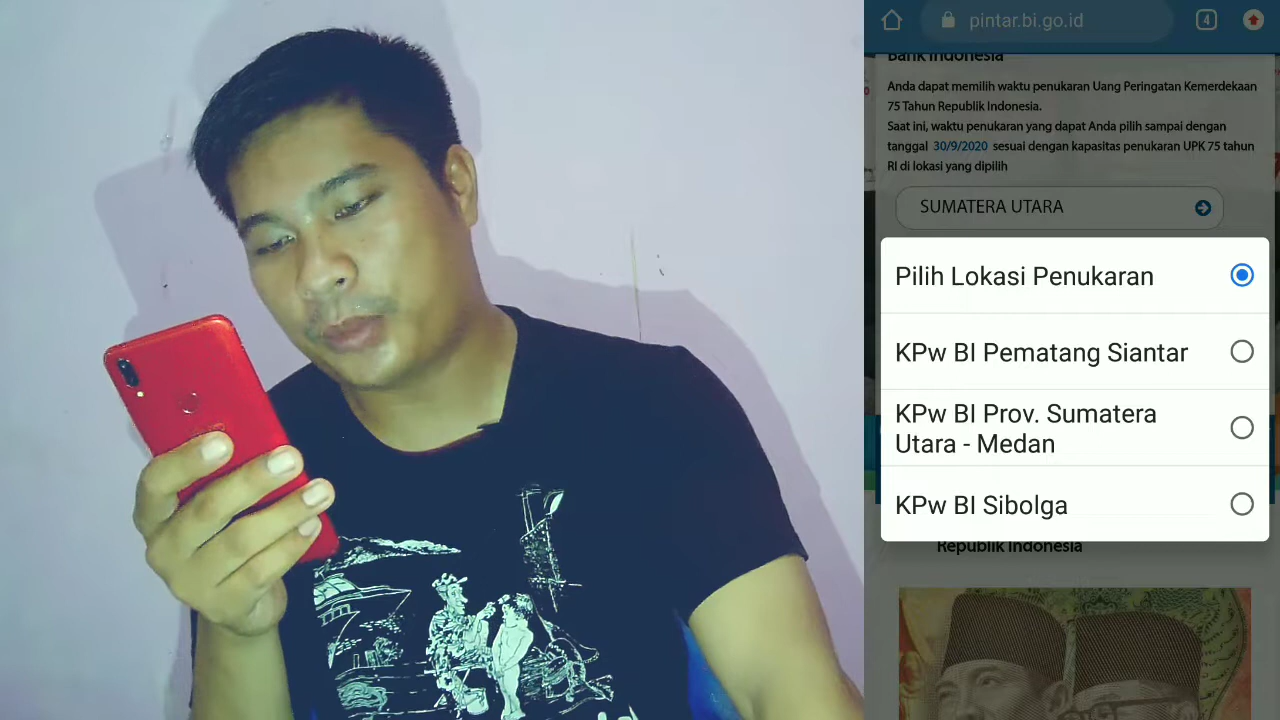 pintar.bi.go.id
4
Bank Indonesia
Anda dapat memilih waktu penukaran Uang Peringatan Kemerdekaan
75 Tahun Republik Indonesia.
Saat ini, waktu penukaran yang dapat Anda pilih sampai dengan
tanggal 30/9/2020 sesuai dengan kapasitas penukaran UPK 75 tahun
RI di lokasi yang dipilih
SUMATERA UTARA
Pilih Lokasi Penukaran
KPw BI Pematang Siantar
KPw BI Prov. Sumatera
Utara - Medan
KPw BI Sibolga
Republik Indonesia